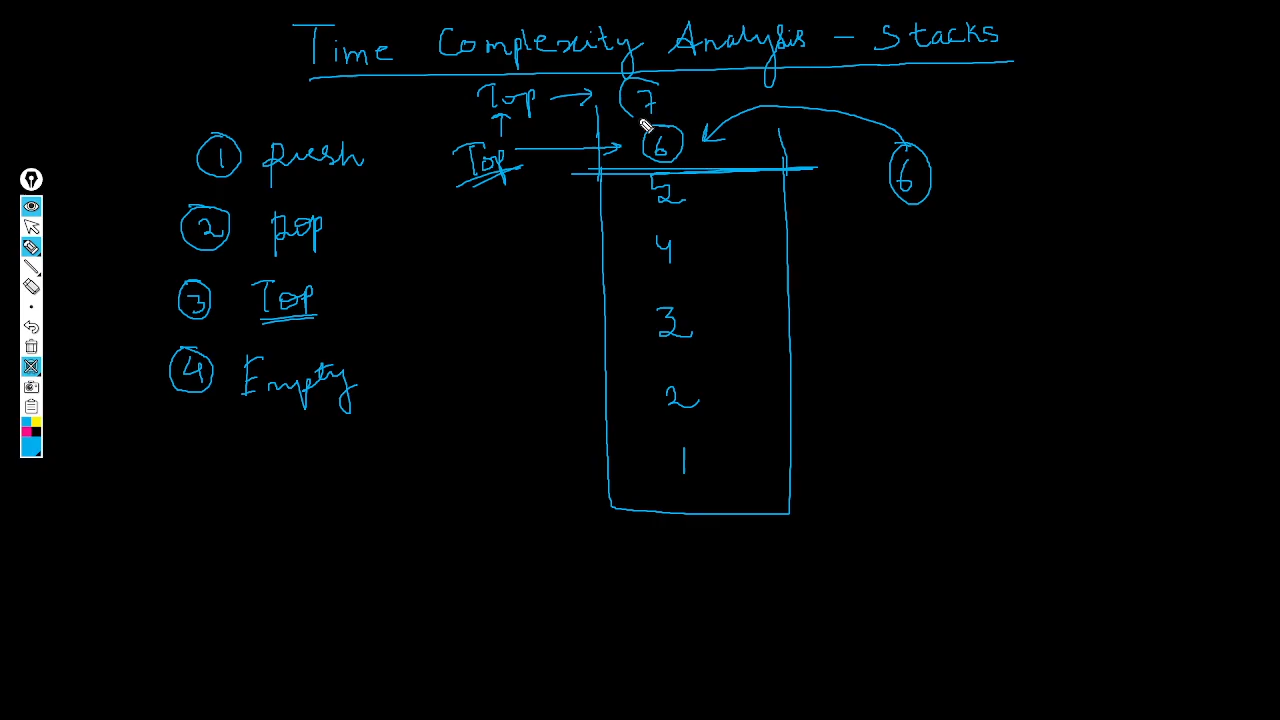 Time Complexity Analysis - Stacks
Top → 7
① push
Top → 6
6
② pop
5
4
③ Top
3
④ Empty
2
1